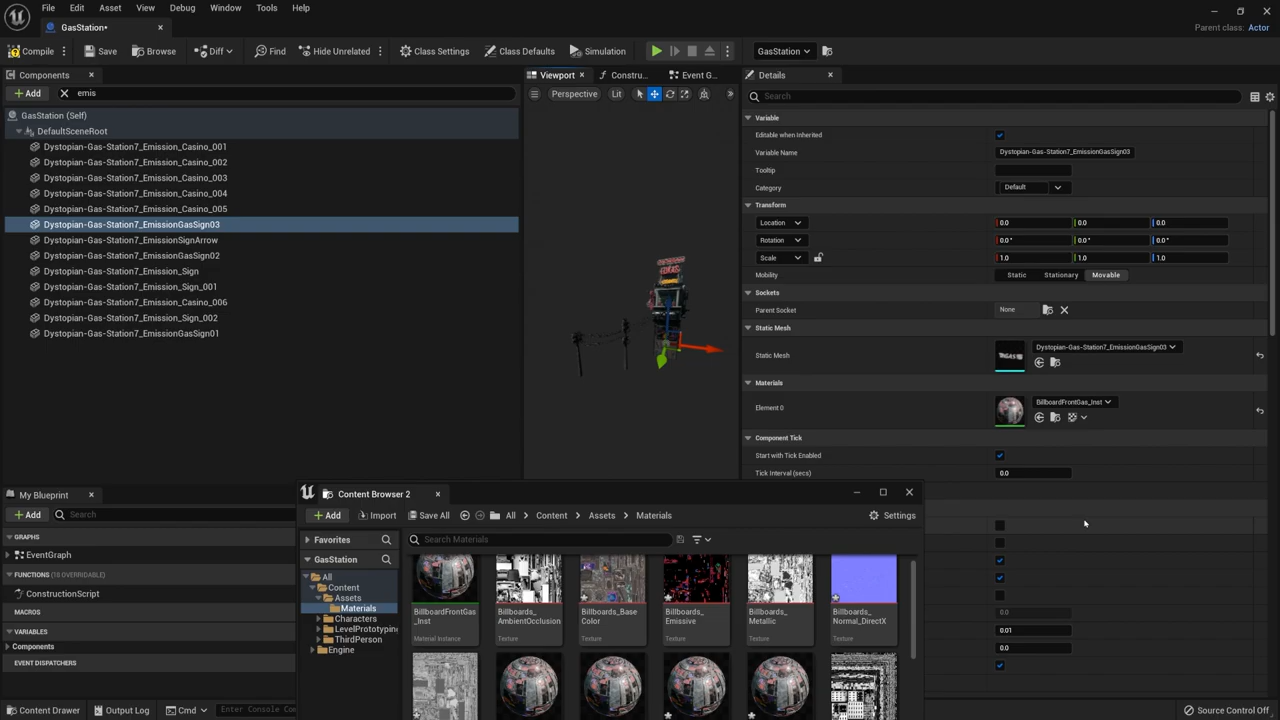 File Edit Asset View Debug Window Tools Help
GasStation•
Parent class: Actor
Compile Save Browse Diff Find Hide Unrelated Class Settings Class Defaults Simulation GasStation
Components
Add emis
GasStation (Self)
DefaultSceneRoot
Dystopian-Gas-Station7_Emission_Casino_001
Dystopian-Gas-Station7_Emission_Casino_002
Dystopian-Gas-Station7_Emission_Casino_003
Dystopian-Gas-Station7_Emission_Casino_004
Dystopian-Gas-Station7_Emission_Casino_005
Dystopian-Gas-Station7_EmissionGasSign03
Dystopian-Gas-Station7_EmissionSignArrow
Dystopian-Gas-Station7_EmissionGasSign02
Dystopian-Gas-Station7_Emission_Sign
Dystopian-Gas-Station7_Emission_Sign_001
Dystopian-Gas-Station7_Emission_Casino_006
Dystopian-Gas-Station7_Emission_Sign_002
Dystopian-Gas-Station7_EmissionGasSign01
Viewport Constru... Event G...
Perspective Lit
Details
Search
Variable
Editable when Inherited
Variable Name Dystopian-Gas-Station7_EmissionGasSign03
Tooltip
Category Default
Transform
Location 0.0 0.0 0.0
Rotation 0.0° 0.0° 0.0°
Scale 1.0 1.0 1.0
Mobility Static Stationary Movable
Sockets
Parent Socket None
Static Mesh
Static Mesh Dystopian-Gas-Station7_EmissionGasSign03
Materials
Element 0 BillboardFrontGas_Inst
Component Tick
Start with Tick Enabled
Tick Interval (secs) 0.0
0.0
0.01
0.0
My Blueprint
Add Search
GRAPHS
EventGraph
FUNCTIONS (18 OVERRIDABLE)
ConstructionScript
MACROS
VARIABLES
Components
EVENT DISPATCHERS
Content Browser 2
Add Import Save All All Content Assets Materials Settings
Favorites Search Materials
GasStation
All
Content
Assets
Materials
Characters
LevelPrototyping
ThirdPerson
Engine
BillboardFrontGas
_Inst
Material Instance
Billboards_
AmbientOcclusion
Texture
Billboards_Base
Color
Texture
Billboards_
Emissive
Texture
Billboards_
Metallic
Texture
Billboards_
Normal_DirectX
Texture
Content Drawer Output Log Cmd Enter Console Com
Source Control Off